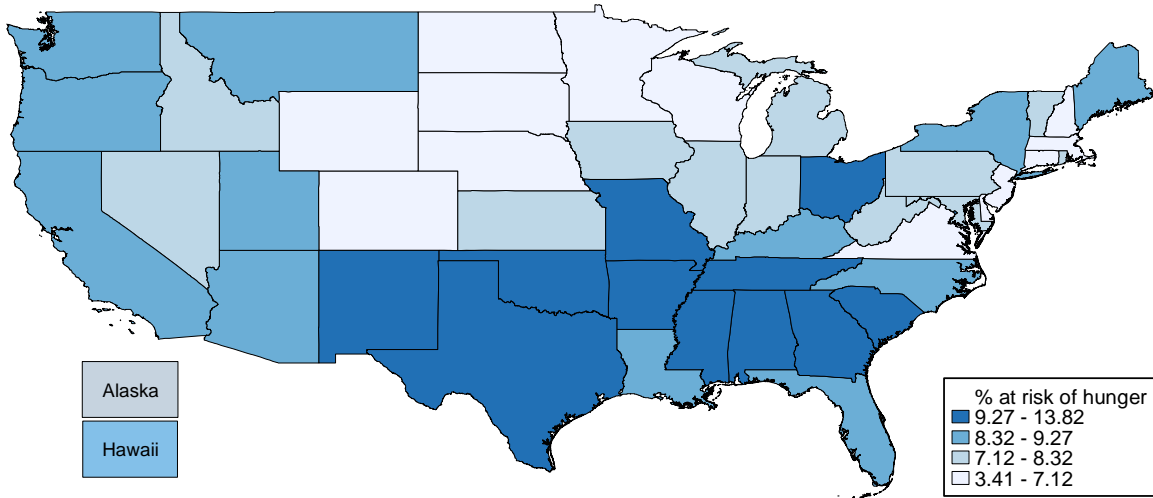 Alaska
Hawaii
% at risk of hunger
9.27 - 13.82
8.32 - 9.27
7.12 - 8.32
3.41 - 7.12